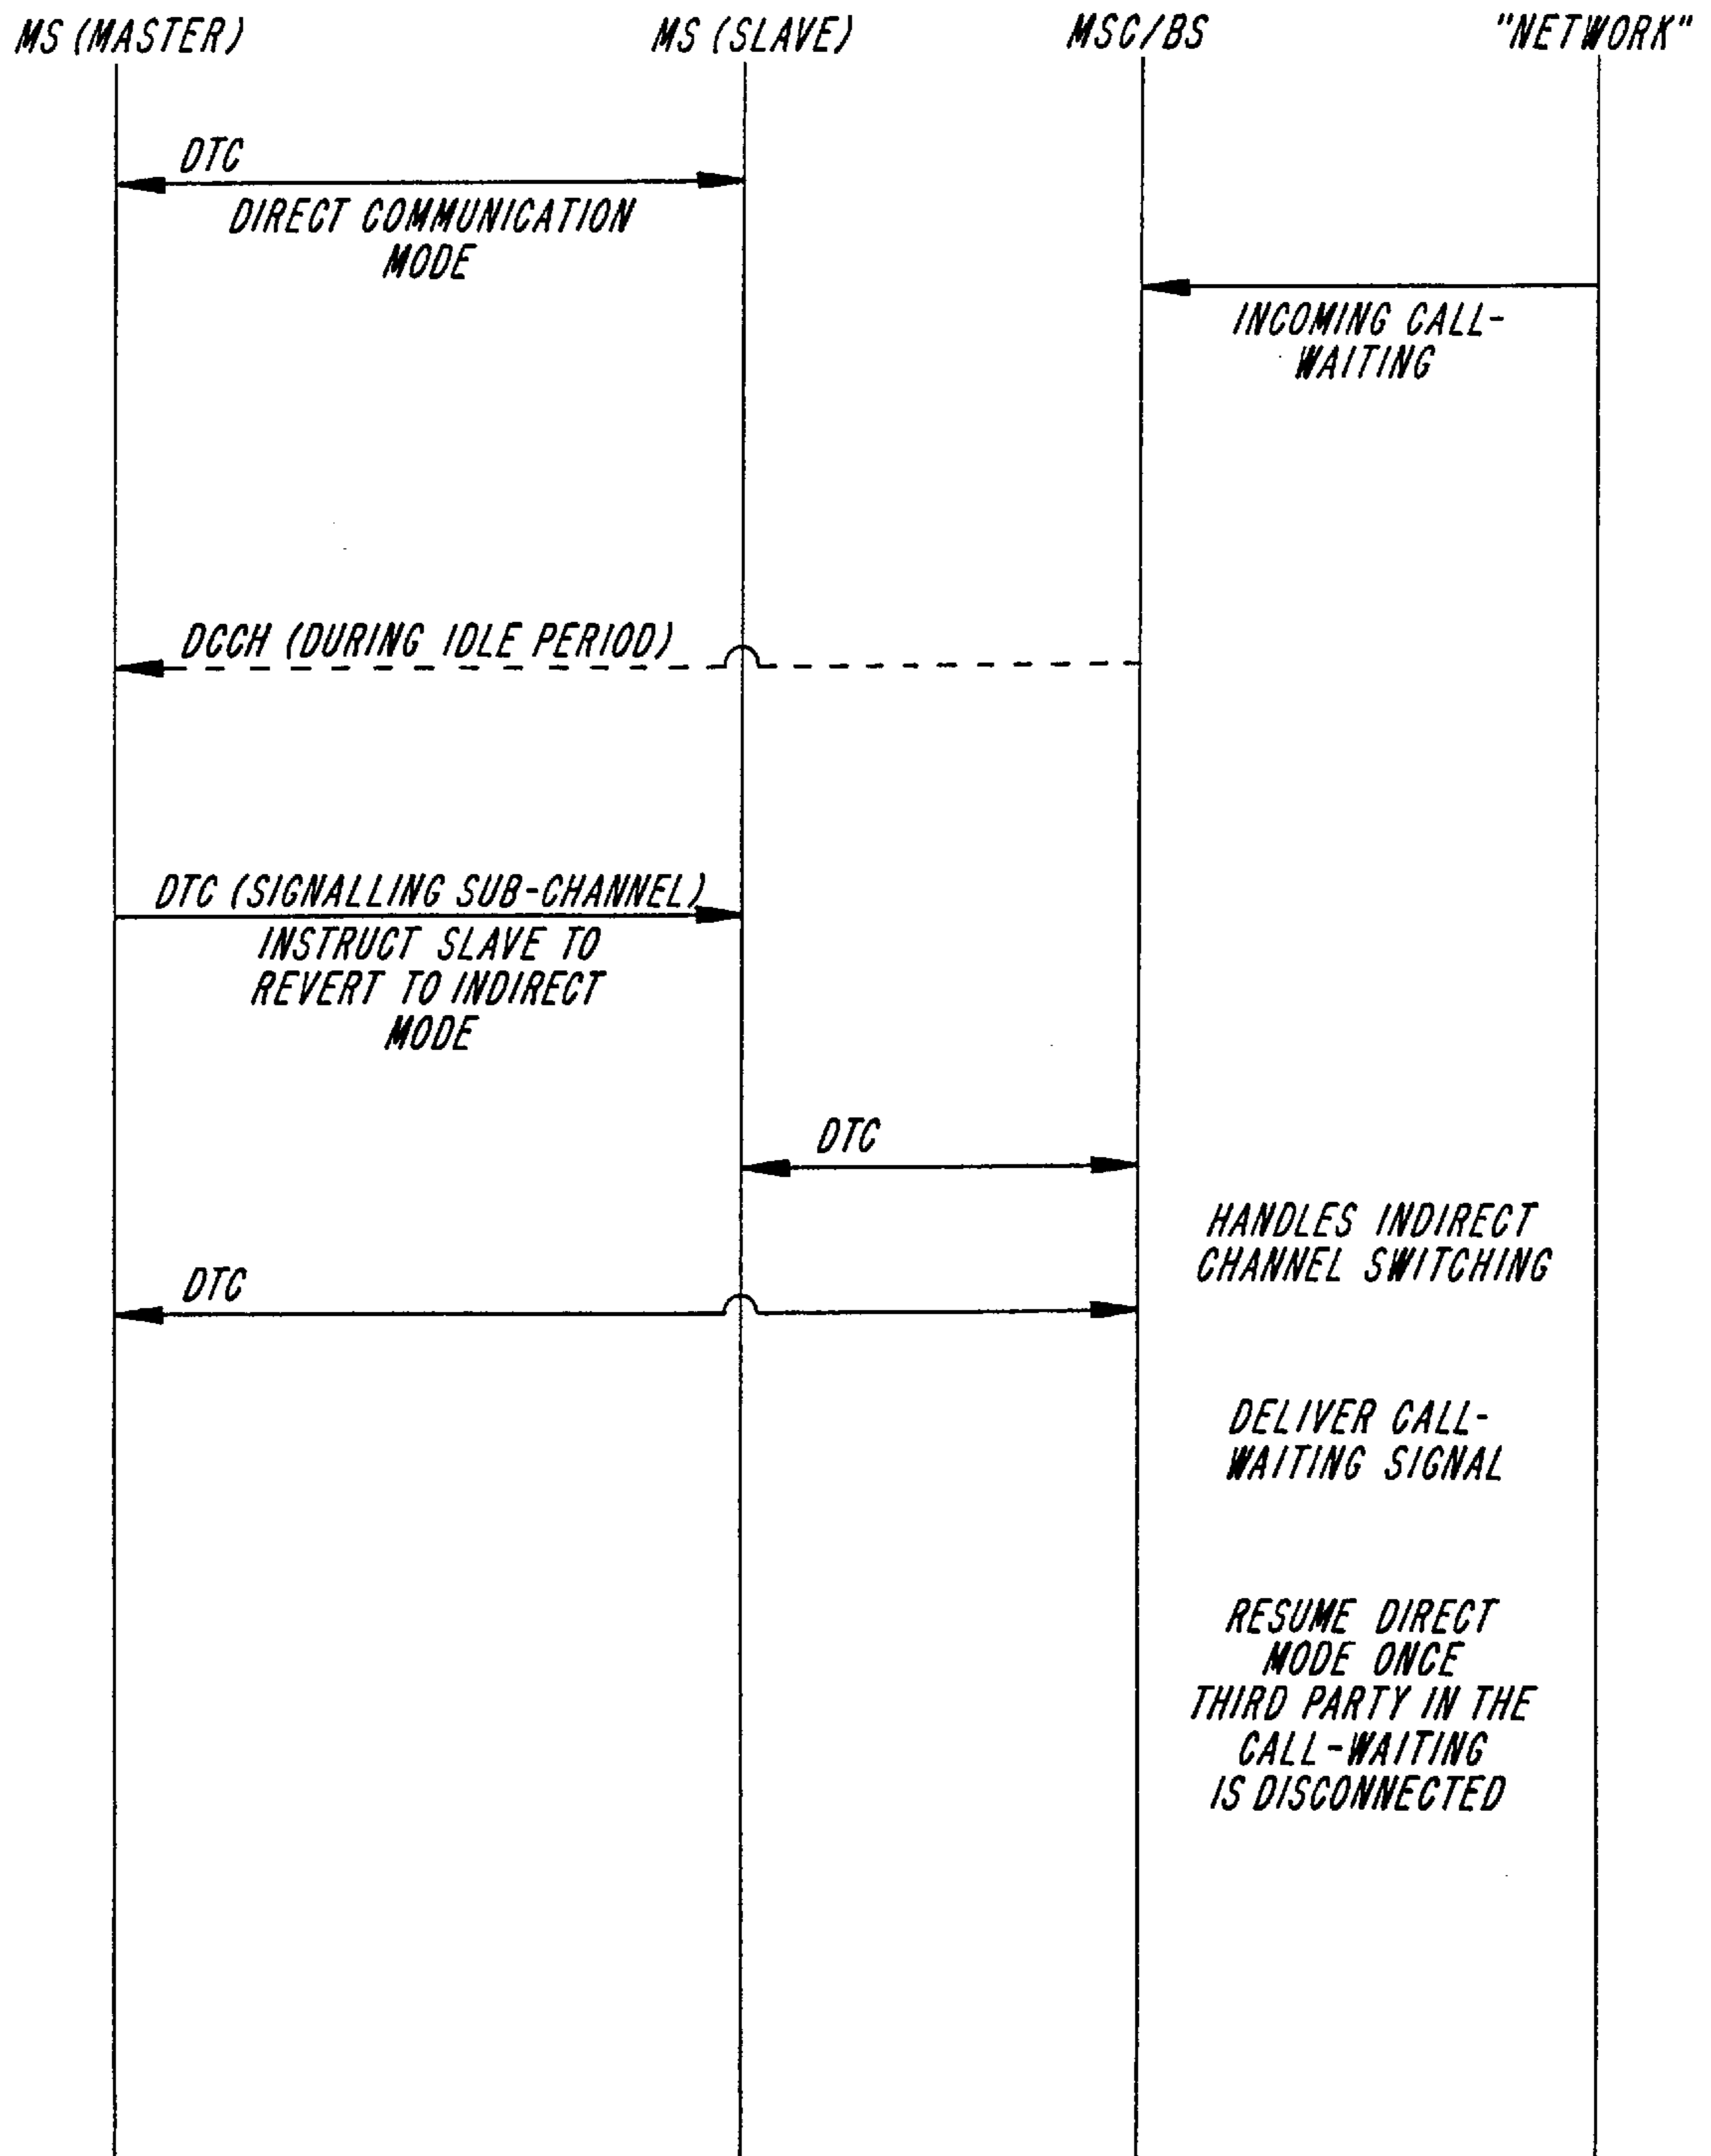 MS (MASTER)
MS (SLAVE)
MSC/BS
"NETWORK"
DTC
DIRECT COMMUNICATION
MODE
INCOMING CALL-
WAITING
DCCH (DURING IDLE PERIOD)
DTC (SIGNALLING SUB-CHANNEL)
INSTRUCT SLAVE TO
REVERT TO INDIRECT
MODE
DTC
HANDLES INDIRECT
CHANNEL SWITCHING
DTC
DELIVER CALL-
WAITING SIGNAL
RESUME DIRECT
MODE ONCE
THIRD PARTY IN THE
CALL-WAITING
IS DISCONNECTED